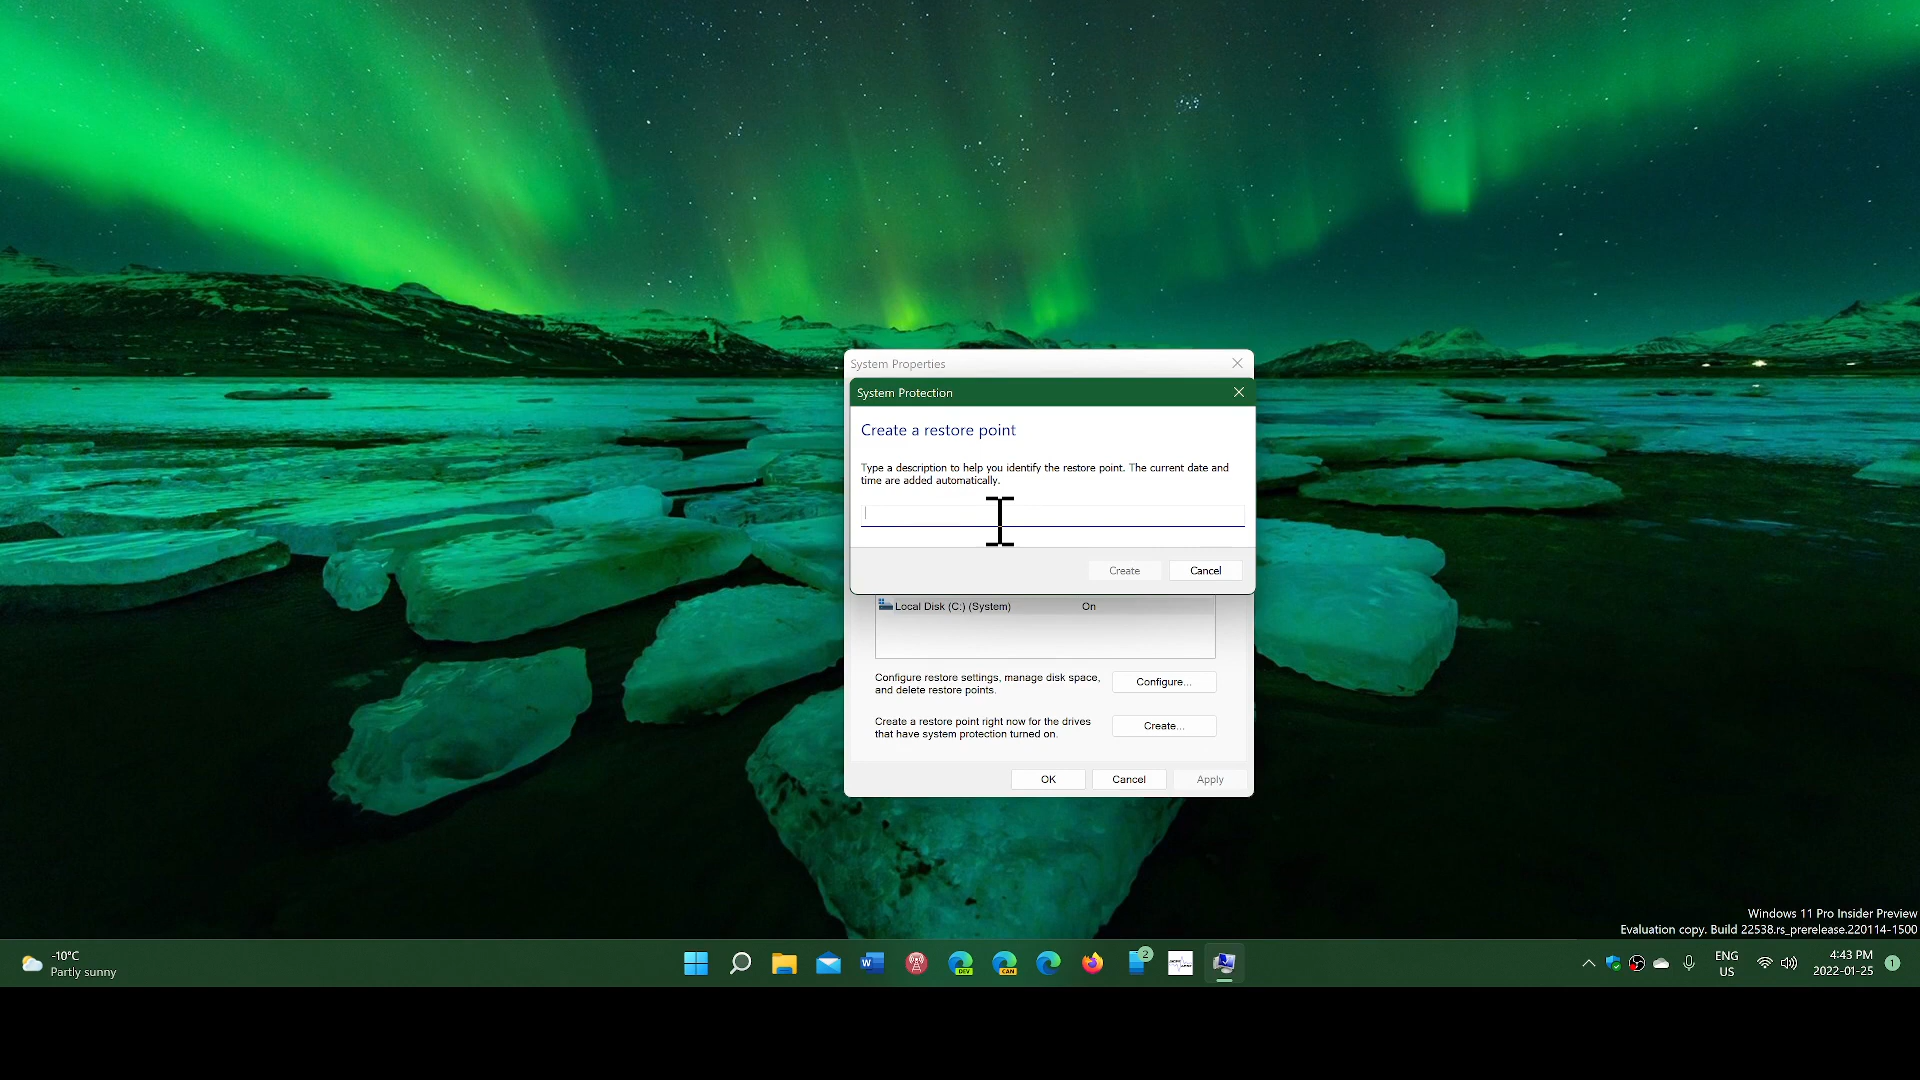 System Properties
System Protection
Create a restore point
Type a description to help you identify the restore point. The current date and
time are added automatically.
Create
Cancel
Local Disk (C:) (System)
On
Configure restore settings, manage disk space,
and delete restore points.
Configure...
Create a restore point right now for the drives
that have system protection turned on.
Create...
OK
Cancel
Apply
Windows 11 Pro Insider Preview
Evaluation copy. Build 22538.rs_prerelease.220114-1500
-10°C
Partly sunny
W
DEV
CAN
2
ENG
US
4:43 PM
2022-01-25
1